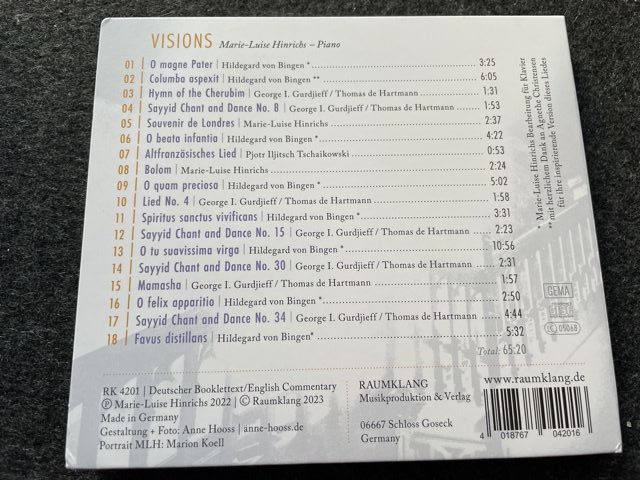 VISIONS Marie-Luise Hinrichs – Piano
01 | O magne Pater | Hildegard von Bingen * 3:25
02 | Columba aspexit | Hildegard von Bingen ** 6:05
03 | Hymn of the Cherubim | George I. Gurdjieff / Thomas de Hartmann 1:31
04 | Sayyid Chant and Dance No. 8 | George I. Gurdjieff / Thomas de Hartmann 1:53
05 | Souvenir de Londres | Marie-Luise Hinrichs 2:37
06 | O beata infantia | Hildegard von Bingen * 4:22
07 | Altfranzösisches Lied | Pjotr Iljitsch Tschaikowski 0:53
08 | Bolom | Marie-Luise Hinrichs 2:24
09 | O quam preciosa | Hildegard von Bingen * 5:02
10 | Lied No. 4 | George I. Gurdjieff / Thomas de Hartmann 1:58
11 | Spiritus sanctus vivificans | Hildegard von Bingen * 3:31
12 | Sayyid Chant and Dance No. 15 | George I. Gurdjieff / Thomas de Hartmann 2:23
13 | O tu suavissima virga | Hildegard von Bingen * 10:56
14 | Sayyid Chant and Dance No. 30 | George I. Gurdjieff / Thomas de Hartmann 2:31
15 | Mamasha | George I. Gurdjieff / Thomas de Hartmann 1:57
16 | O felix apparitio | Hildegard von Bingen * 2:50
17 | Sayyid Chant and Dance No. 34 | George I. Gurdjieff / Thomas de Hartmann 4:44
18 | Favus distillans | Hildegard von Bingen* 5:32
Total: 65:20
* Marie-Luise Hinrichs Bearbeitung für Klavier
** mit herzlichem Dank an Agnethe Christensen
für ihre inspirierende Version dieses Liedes
GEMA
LC 05068
RK 4201 | Deutscher Booklettext/English Commentary
Ⓟ Marie-Luise Hinrichs 2022 | © Raumklang 2023
Made in Germany
Gestaltung + Foto: Anne Hooss | anne-hooss.de
Portrait MLH: Marion Koell
RAUMKLANG
Musikproduktion & Verlag
06667 Schloss Goseck
Germany
www.raumklang.de
4 018767 042016